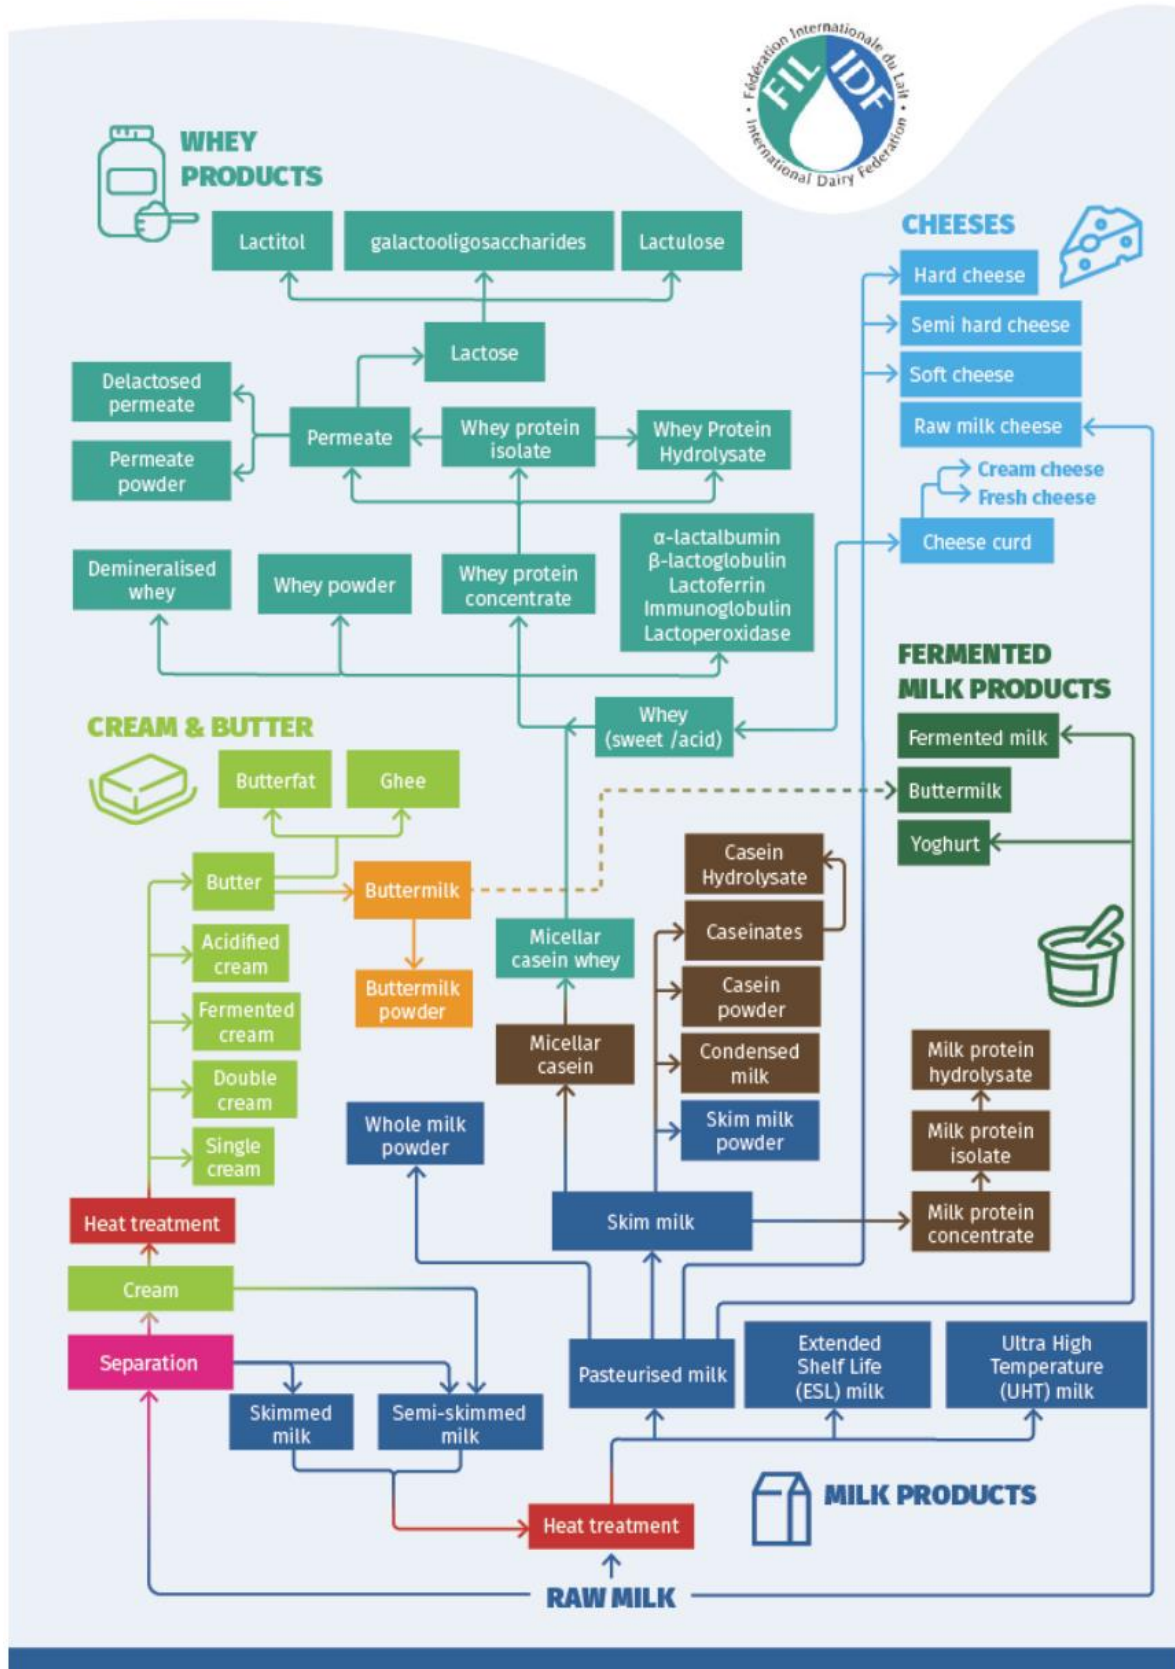 Fédération Internationale du Lait
FIL IDF
International Dairy Federation
WHEY
PRODUCTS
Lactitol
galactooligosaccharides
Lactulose
Lactose
Delactosed
permeate
Permeate
Whey protein
isolate
Whey Protein
Hydrolysate
Permeate
powder
Demineralised
whey
Whey powder
Whey protein
concentrate
α-lactalbumin
β-lactoglobulin
Lactoferrin
Immunoglobulin
Lactoperoxidase
Whey
(sweet /acid)
CHEESES
Hard cheese
Semi hard cheese
Soft cheese
Raw milk cheese
Cream cheese
Fresh cheese
Cheese curd
FERMENTED
MILK PRODUCTS
Fermented milk
Buttermilk
Yoghurt
CREAM & BUTTER
Butterfat
Ghee
Butter
Buttermilk
Acidified
cream
Fermented
cream
Buttermilk
powder
Double
cream
Single
cream
Micellar
casein whey
Micellar
casein
Casein
Hydrolysate
Caseinates
Casein
powder
Condensed
milk
Skim milk
powder
Whole milk
powder
Milk protein
hydrolysate
Milk protein
isolate
Milk protein
concentrate
Heat treatment
Skim milk
Cream
Separation
Skimmed
milk
Semi-skimmed
milk
Pasteurised milk
Extended
Shelf Life
(ESL) milk
Ultra High
Temperature
(UHT) milk
MILK PRODUCTS
Heat treatment
RAW MILK